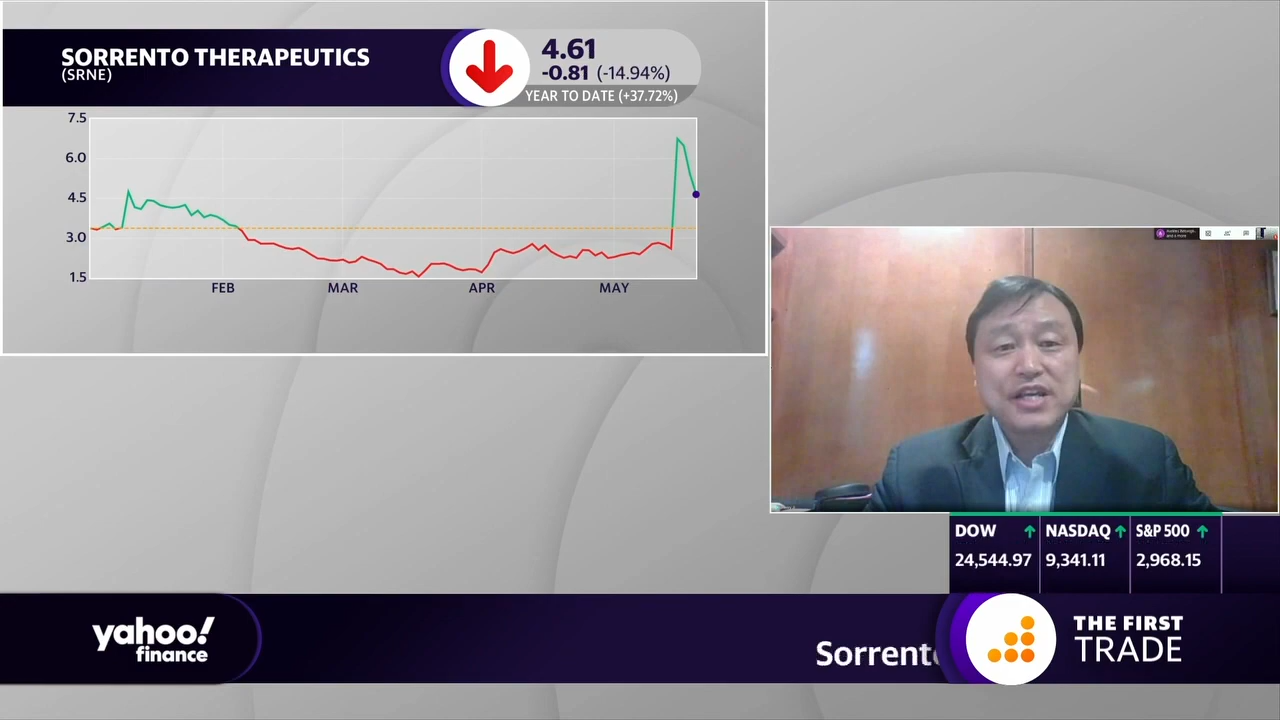 SORRENTO THERAPEUTICS
(SRNE)
4.61
-0.81 (-14.94%)
YEAR TO DATE (+37.72%)
7.5
6.0
4.5
3.0
1.5
FEB MAR APR MAY
DOW NASDAQ S&P 500
24,544.97 9,341.11 2,968.15
yahoo!
finance
Sorrento
THE FIRST
TRADE